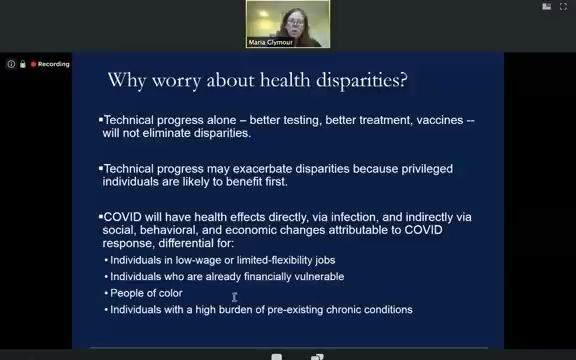 Maria Glymour
Recording
Why worry about health disparities?
▪Technical progress alone – better testing, better treatment, vaccines --
will not eliminate disparities.
▪Technical progress may exacerbate disparities because privileged
individuals are likely to benefit first.
▪COVID will have health effects directly, via infection, and indirectly via
social, behavioral, and economic changes attributable to COVID
response, differential for:
• Individuals in low-wage or limited-flexibility jobs
• Individuals who are already financially vulnerable
• People of color
• Individuals with a high burden of pre-existing chronic conditions